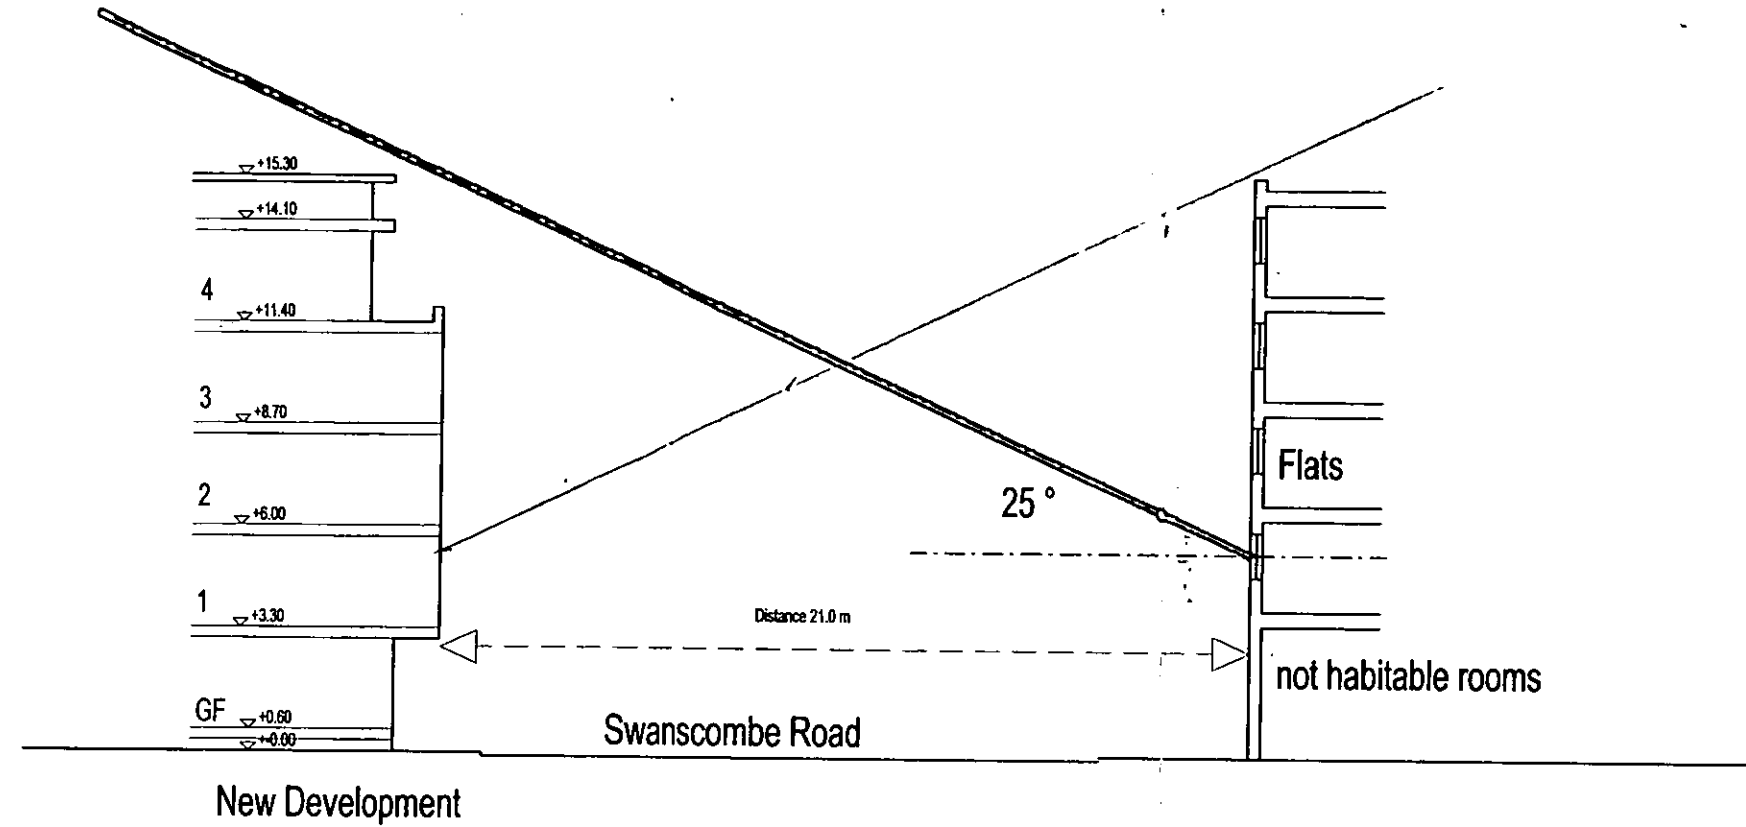 +15.30
+14.10
4
+11.40
3
+8.70
Flats
2
+6.00
25 °
1
+3.30
Distance 21.0 m
not habitable rooms
GF
+0.60
+-0.00
Swanscombe Road
New Development